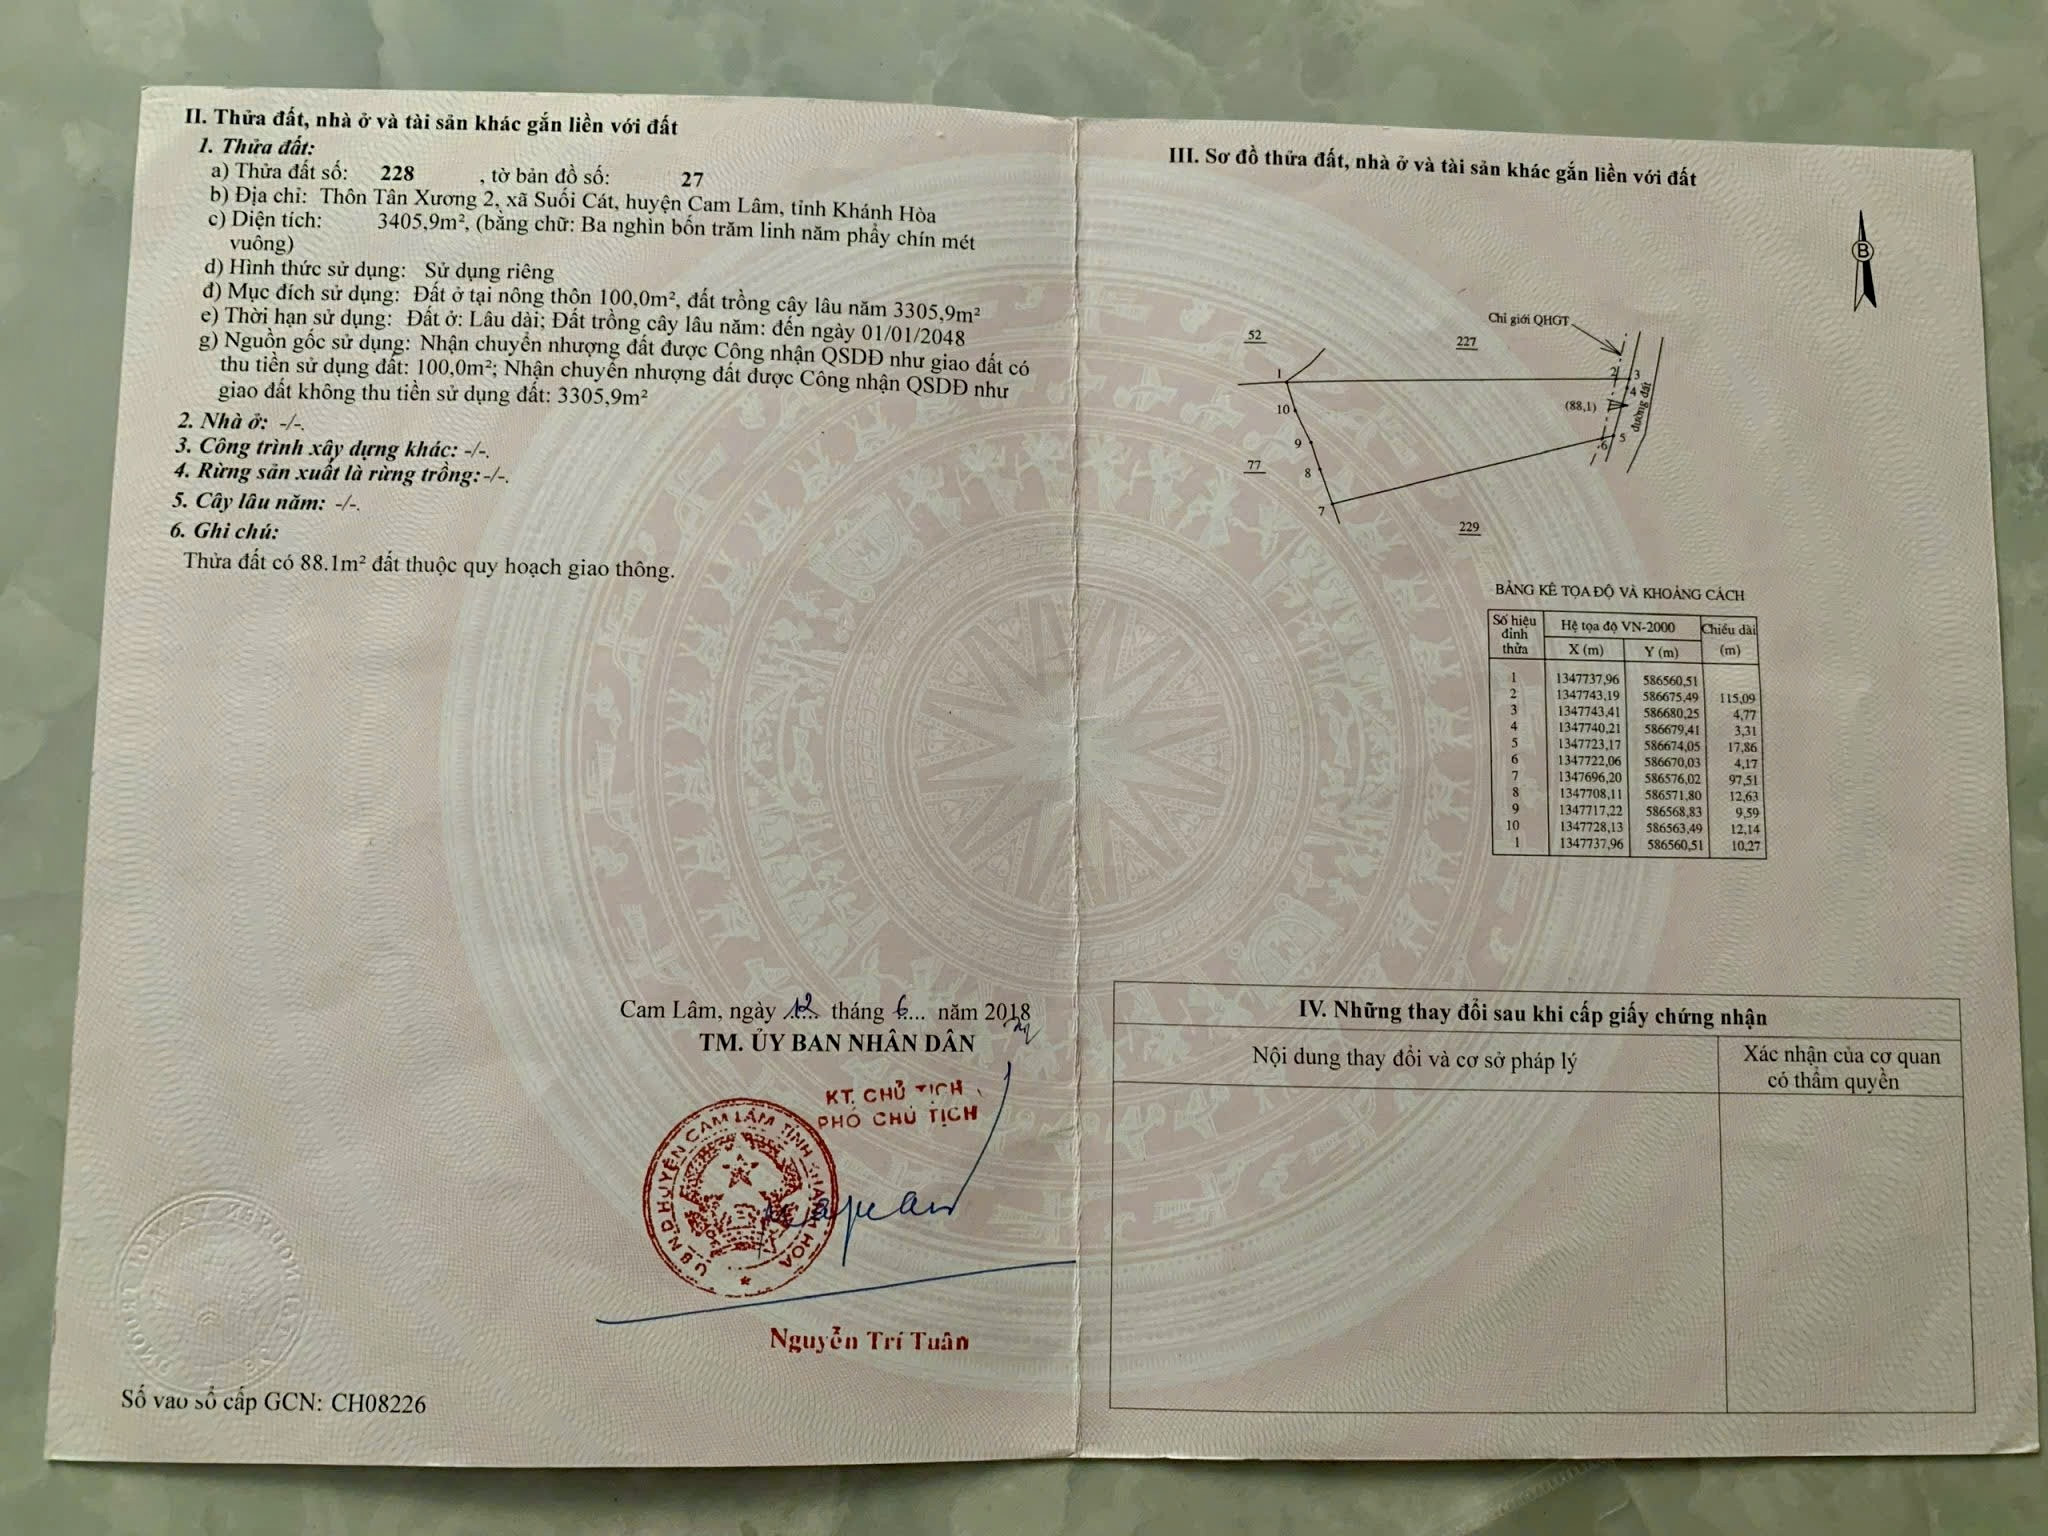 II. Thửa đất, nhà ở và tài sản khác gắn liền với đất
1. Thửa đất:
a) Thửa đất số: 228 , tờ bản đồ số: 27
b) Địa chỉ: Thôn Tân Xương 2, xã Suối Cát, huyện Cam Lâm, tỉnh Khánh Hòa
c) Diện tích: 3405,9m², (bằng chữ: Ba nghìn bốn trăm linh năm phẩy chín mét
vuông)
d) Hình thức sử dụng: Sử dụng riêng
đ) Mục đích sử dụng: Đất ở tại nông thôn 100,0m², đất trồng cây lâu năm 3305,9m²
e) Thời hạn sử dụng: Đất ở: Lâu dài; Đất trồng cây lâu năm: đến ngày 01/01/2048
g) Nguồn gốc sử dụng: Nhận chuyển nhượng đất được Công nhận QSDĐ như giao đất có
thu tiền sử dụng đất: 100,0m²; Nhận chuyển nhượng đất được Công nhận QSDĐ như
giao đất không thu tiền sử dụng đất: 3305,9m²
2. Nhà ở: -/-.
3. Công trình xây dựng khác: -/-.
4. Rừng sản xuất là rừng trồng: -/-.
5. Cây lâu năm: -/-.
6. Ghi chú:
Thửa đất có 88.1m² đất thuộc quy hoạch giao thông.
Cam Lâm, ngày 12 tháng 6 năm 2018
TM. ỦY BAN NHÂN DÂN
KT. CHỦ TỊCH
PHÓ CHỦ TỊCH
U.B.N.D HUYỆN CAM LÂM TỈNH KHÁNH HÒA
Nguyễn Trí Tuân
Số vào sổ cấp GCN: CH08226
III. Sơ đồ thửa đất, nhà ở và tài sản khác gắn liền với đất
B
Chỉ giới QHGT
52
227
1
2
3
4
(88,1)
đường đất
10
9
5
6
77
8
7
229
BẢNG KÊ TỌA ĐỘ VÀ KHOẢNG CÁCH
Số hiệu đỉnh thửa Hệ tọa độ VN-2000 Chiều dài (m)
X (m) Y (m)
1 1347737,96 586560,51
2 1347743,19 586675,49 115,09
3 1347743,41 586680,25 4,77
4 1347740,21 586679,41 3,31
5 1347723,17 586674,05 17,86
6 1347722,06 586670,03 4,17
7 1347696,20 586576,02 97,51
8 1347708,11 586571,80 12,63
9 1347717,22 586568,83 9,59
10 1347728,13 586563,49 12,14
1 1347737,96 586560,51 10,27
IV. Những thay đổi sau khi cấp giấy chứng nhận
Nội dung thay đổi và cơ sở pháp lý
Xác nhận của cơ quan
có thẩm quyền